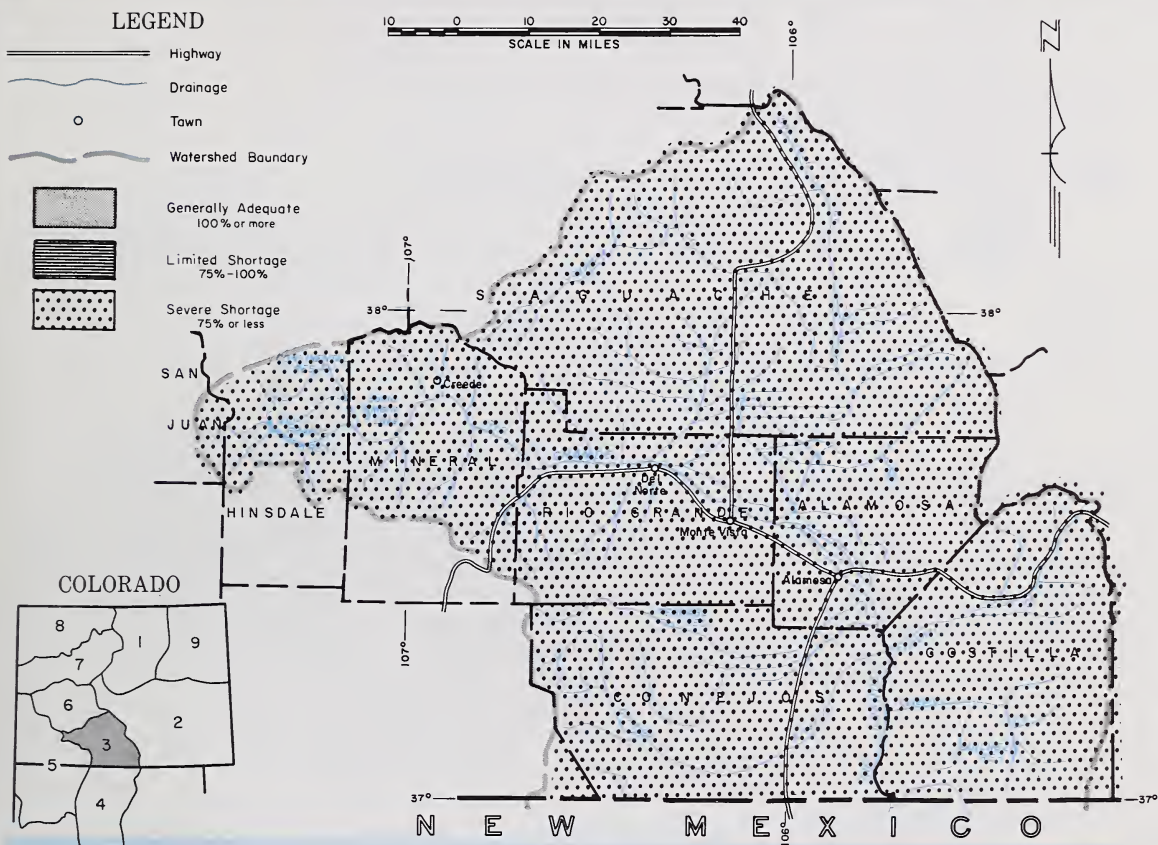 LEGEND
Highway
Drainage
Tawn
Watershed Boundary
Generally Adequate
100% or more
Limited Shortage
75%-100%
Severe Shortage
75% or less
10 0 10 20 30 40
SCALE IN MILES
N
106°
107°
38°
38°
SAGUACHE
SAN
JUAN
Creede
MINERAL
HINSDALE
Del
Norte
RIO GRANDE
Monte Vista
ALAMOSA
Alamosa
COSTILLA
CONEJOS
107°
37°
37°
106°
NEW MEXICO
COLORADO
8
1
9
7
6
2
3
5
4